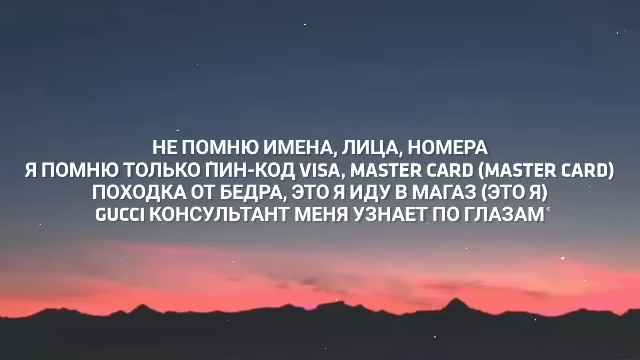 НЕ ПОМНЮ ИМЕНА, ЛИЦА, НОМЕРА
Я ПОМНЮ ТОЛЬКО ПИН-КОД VISA, MASTER CARD (MASTER CARD)
ПОХОДКА ОТ БЕДРА, ЭТО Я ИДУ В МАГАЗ (ЭТО Я)
GUCCI КОНСУЛЬТАНТ МЕНЯ УЗНАЕТ ПО ГЛАЗАМ